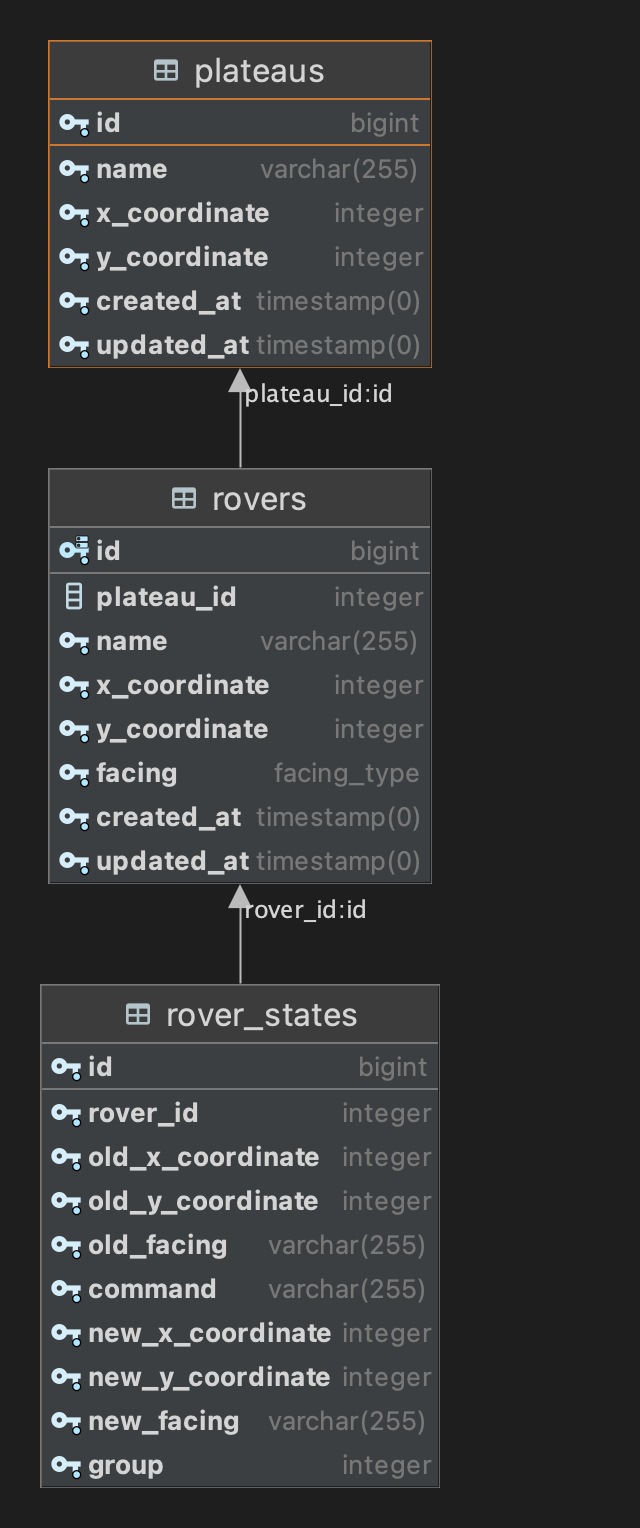 plateaus
id bigint
name varchar(255)
x_coordinate integer
y_coordinate integer
created_at timestamp(0)
updated_at timestamp(0)
plateau_id:id
rovers
id bigint
plateau_id integer
name varchar(255)
x_coordinate integer
y_coordinate integer
facing facing_type
created_at timestamp(0)
updated_at timestamp(0)
rover_id:id
rover_states
id bigint
rover_id integer
old_x_coordinate integer
old_y_coordinate integer
old_facing varchar(255)
command varchar(255)
new_x_coordinate integer
new_y_coordinate integer
new_facing varchar(255)
group integer